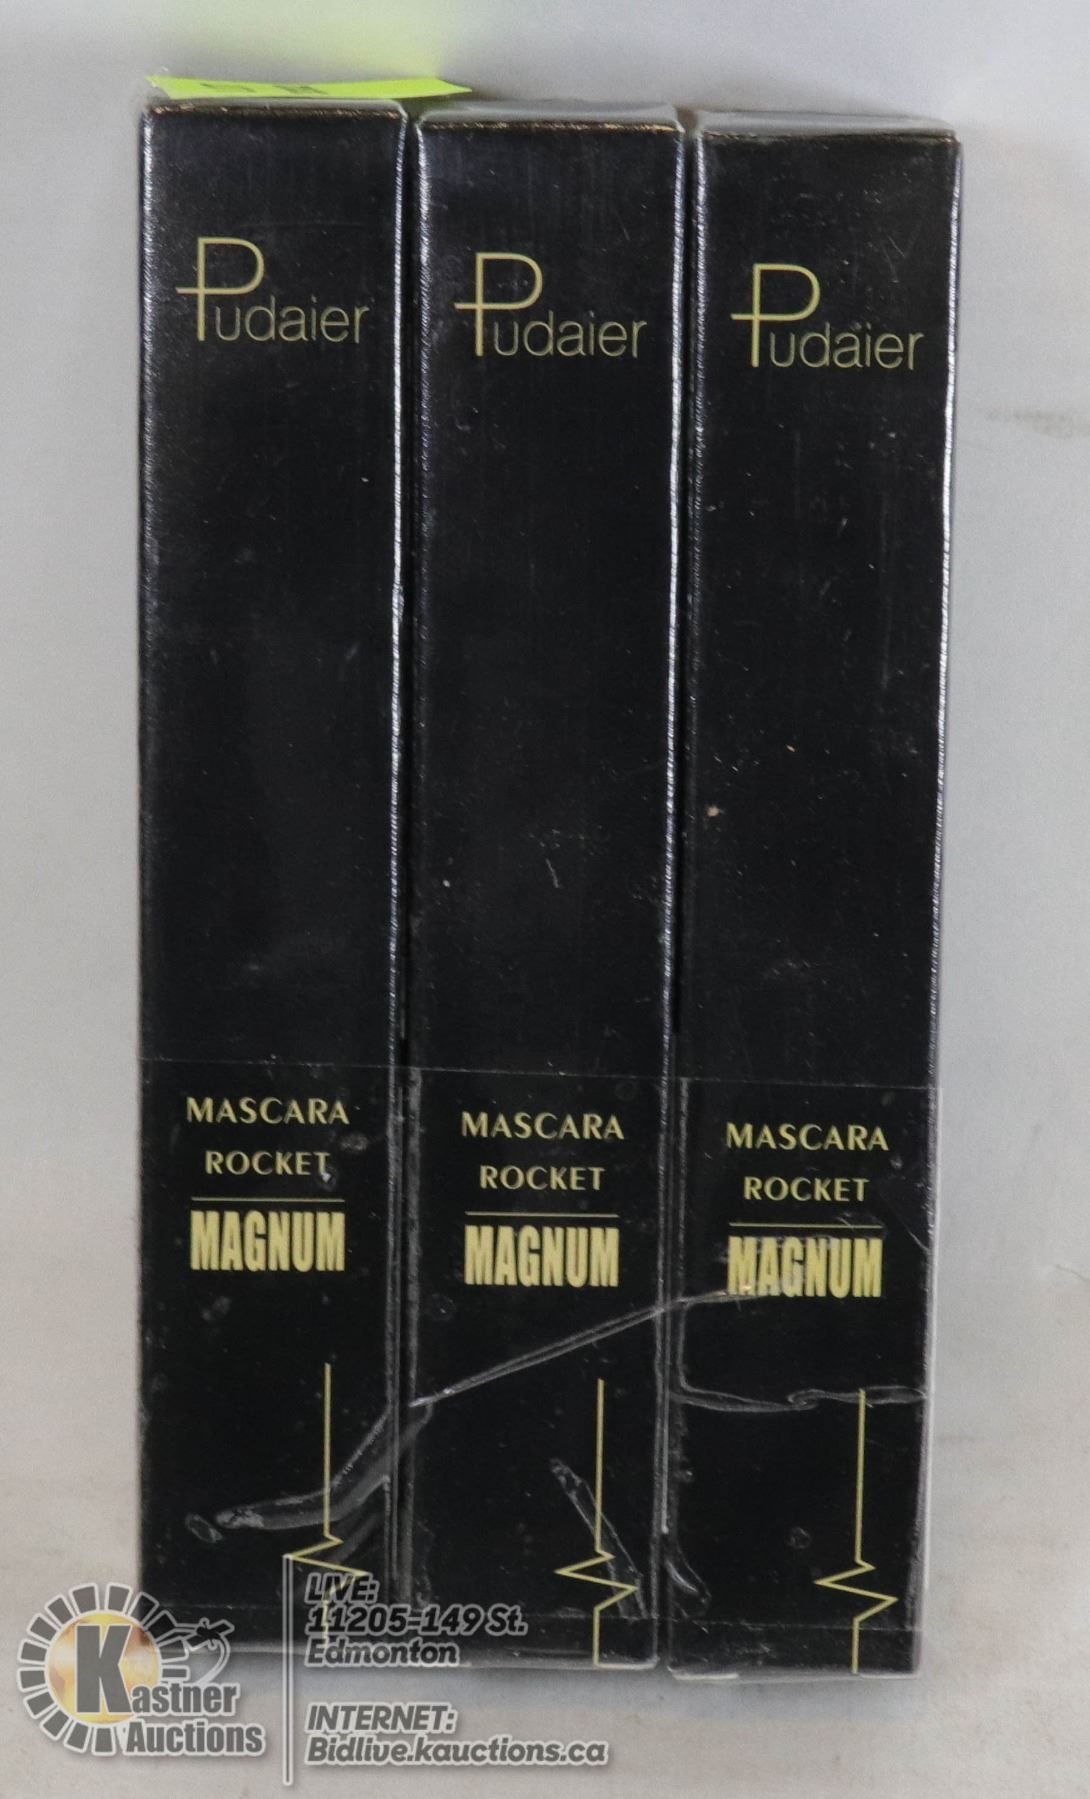 Pudaier
MASCARA
ROCKET
MAGNUM
Pudaier
MASCARA
ROCKET
MAGNUM
Pudaier
MASCARA
ROCKET
MAGNUM
K
Kastner
Auctions
LIVE:
11205-149 St.
Edmonton
INTERNET:
Bidlive.kauctions.ca